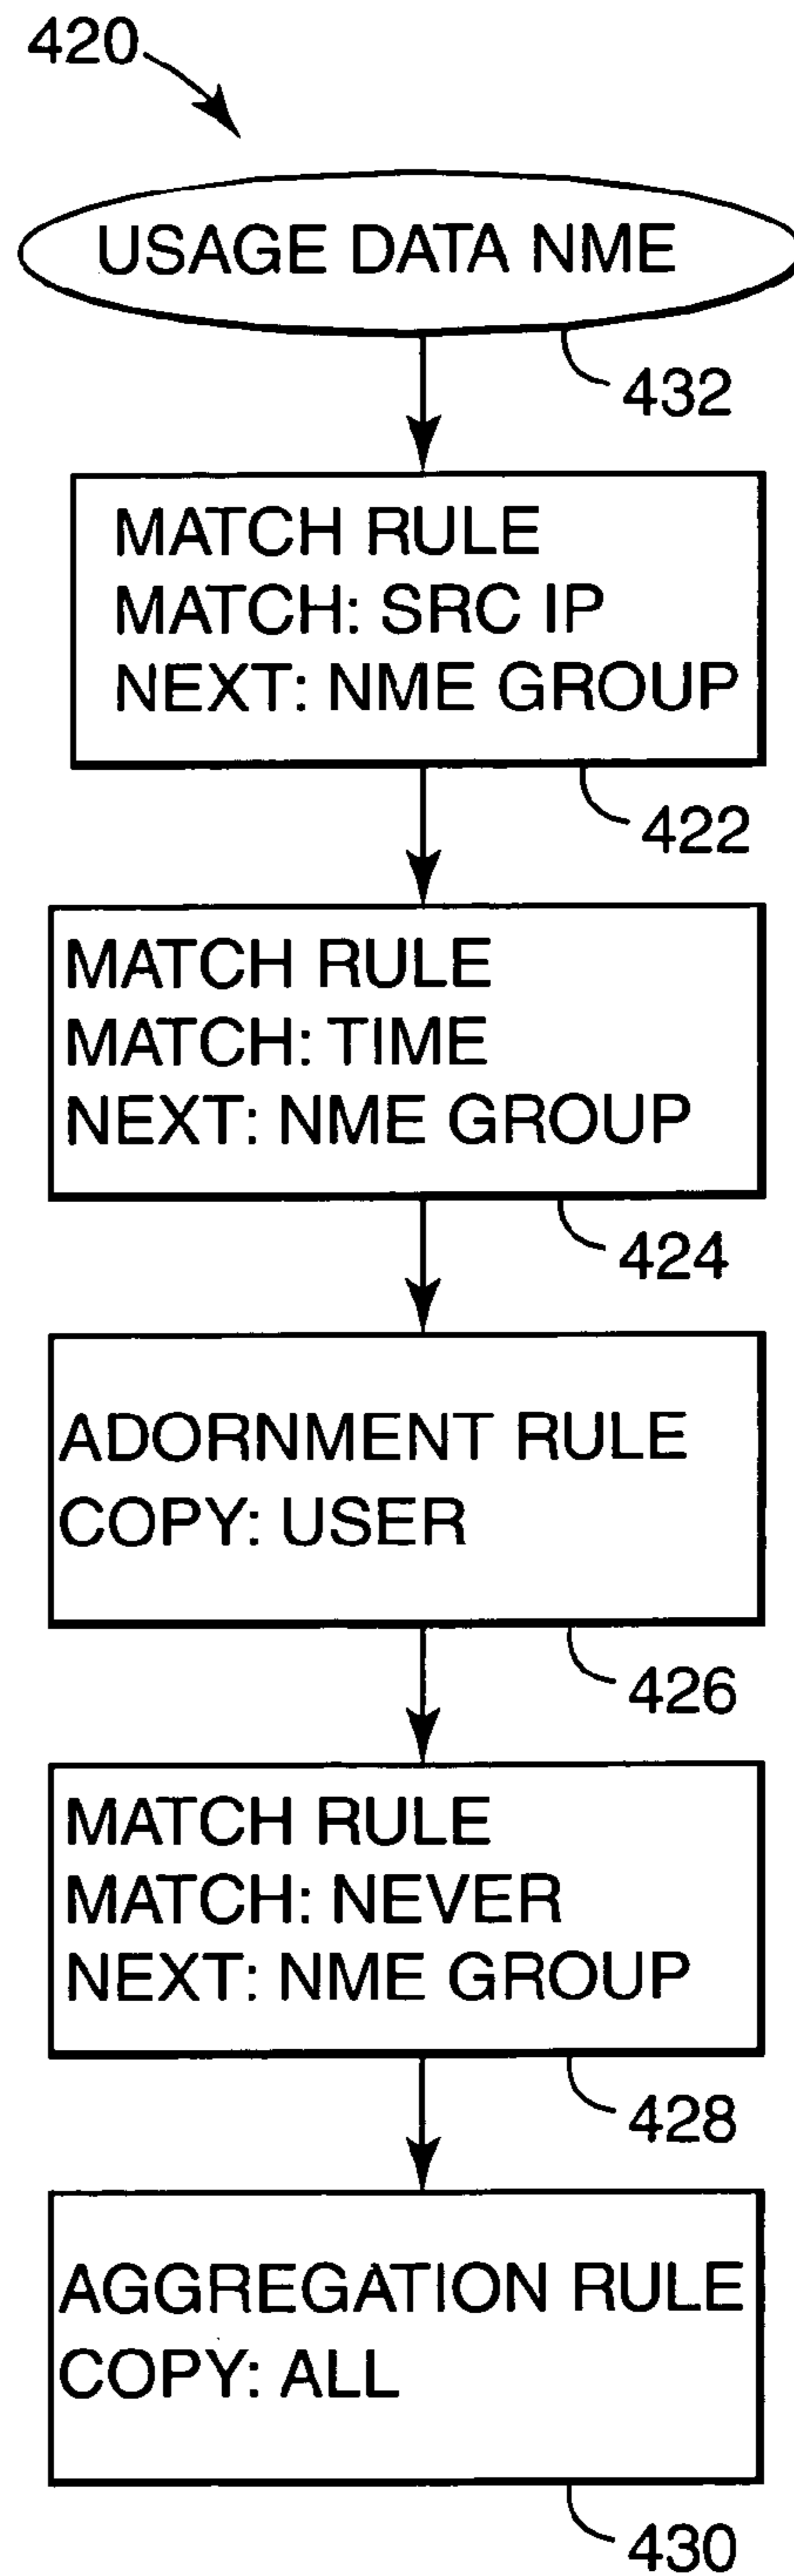 420
USAGE DATA NME
432
MATCH RULE
MATCH: SRC IP
NEXT: NME GROUP
422
MATCH RULE
MATCH: TIME
NEXT: NME GROUP
424
ADORNMENT RULE
COPY: USER
426
MATCH RULE
MATCH: NEVER
NEXT: NME GROUP
428
AGGREGATION RULE
COPY: ALL
430